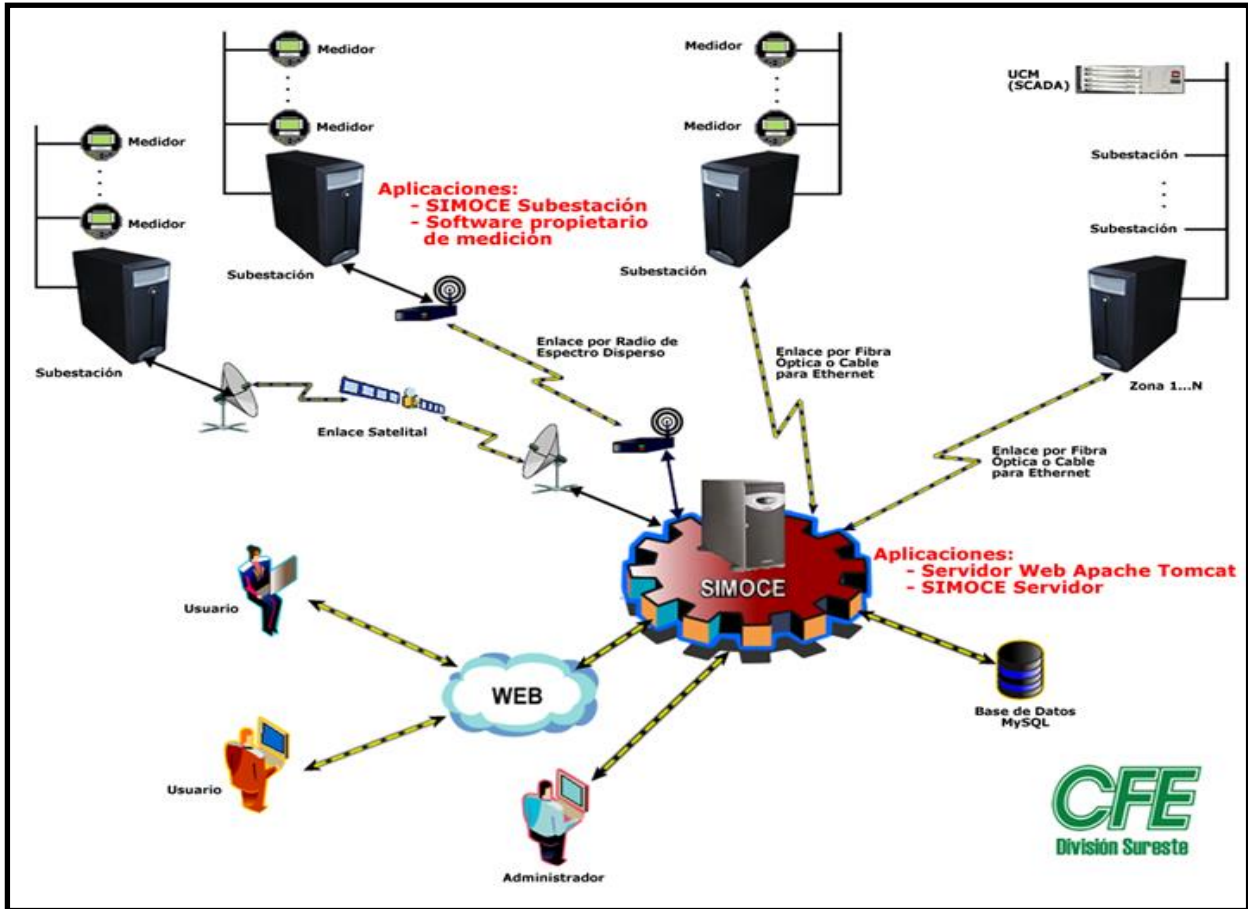 Medidor
Medidor
Medidor
Medidor
UCM
(SCADA)
Medidor
Medidor
Subestación
Subestación
Medidor
Medidor
Aplicaciones:
- SIMOCE Subestación
- Software propietario
de medición
Subestación
Subestación
Subestación
Zona 1...N
Enlace por Radio de
Espectro Disperso
Enlace por Fibra
Óptica o Cable
para Ethernet
Enlace Satelital
Enlace por Fibra
Óptica o Cable
para Ethernet
SIMOCE
Aplicaciones:
- Servidor Web Apache Tomcat
- SIMOCE Servidor
Usuario
WEB
Base de Datos
MySQL
Usuario
Administrador
CFE
División Sureste